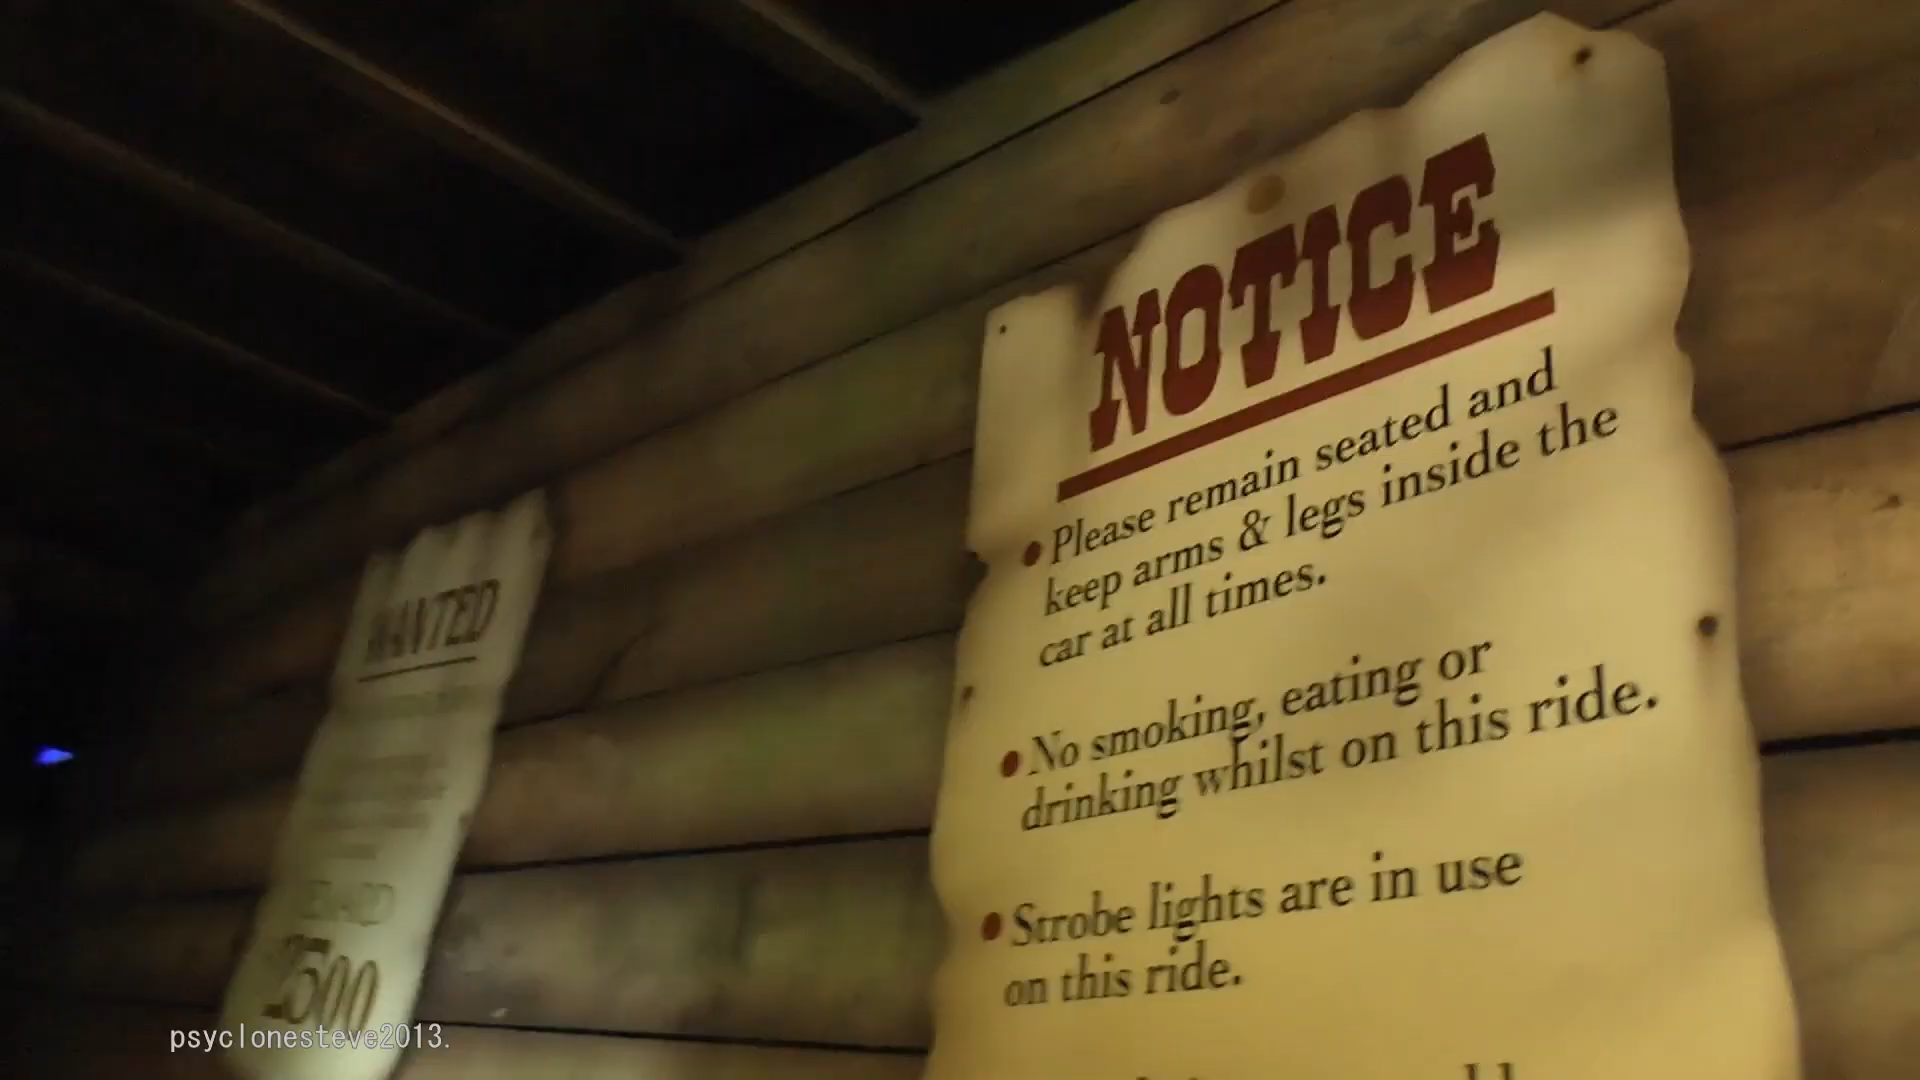 NOTICE
• Please remain seated and
keep arms & legs inside the
car at all times.
• No smoking, eating or
drinking whilst on this ride.
• Strobe lights are in use
on this ride.
WANTED
psyclonesteve2013.